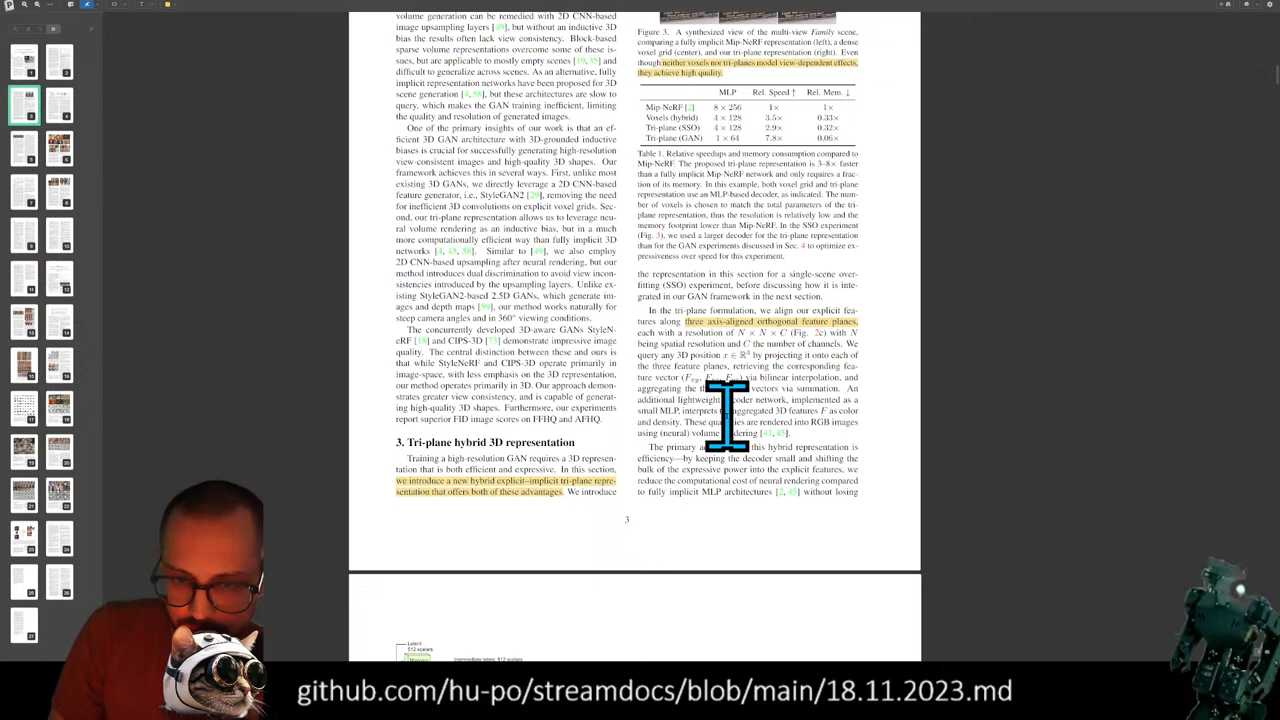 volume generation can be remedied with 2D CNN-based
image upsampling layers [49], but without an inductive 3D
bias the results often lack view consistency. Block-based
sparse volume representations overcome some of these is-
sues, but are applicable to mostly empty scenes [19, 35] and
difficult to generalize across scenes. As an alternative, fully
implicit representation networks have been proposed for 3D
scene generation [4, 58], but these architectures are slow to
query, which makes the GAN training inefficient, limiting
the quality and resolution of generated images.
One of the primary insights of our work is that an ef-
ficient 3D GAN architecture with 3D-grounded inductive
biases is crucial for successfully generating high-resolution
view-consistent images and high-quality 3D shapes. Our
framework achieves this in several ways. First, unlike most
existing 3D GANs, we directly leverage a 2D CNN-based
feature generator, i.e., StyleGAN2 [29], removing the need
for inefficient 3D convolutions on explicit voxel grids. Sec-
ond, our tri-plane representation allows us to leverage neu-
ral volume rendering as an inductive bias, but in a much
more computationally efficient way than fully implicit 3D
networks [4, 45, 58]. Similar to [49], we also employ
2D CNN-based upsampling after neural rendering, but our
method introduces dual discrimination to avoid view incon-
sistencies introduced by the upsampling layers. Unlike ex-
isting StyleGAN2-based 2.5D GANs, which generate im-
ages and depth maps [59], our method works naturally for
steep camera angles and in 360° viewing conditions.
The concurrently developed 3D-aware GANs StyleN-
eRF [18] and CIPS-3D [73] demonstrate impressive image
quality. The central distinction between these and ours is
that while StyleNeRF and CIPS-3D operate primarily in
image-space, with less emphasis on the 3D representation,
our method operates primarily in 3D. Our approach demon-
strates greater view consistency, and is capable of generat-
ing high-quality 3D shapes. Furthermore, our experiments
report superior FID image scores on FFHQ and AFHQ.
3. Tri-plane hybrid 3D representation
Training a high-resolution GAN requires a 3D represen-
tation that is both efficient and expressive. In this section,
we introduce a new hybrid explicit–implicit tri-plane repre-
sentation that offers both of these advantages. We introduce
Figure 3. A synthesized view of the multi-view Family scene,
comparing a fully implicit Mip-NeRF representation (left), a dense
voxel grid (center), and our tri-plane representation (right). Even
though neither voxels nor tri-planes model view-dependent effects,
they achieve high quality.
MLP Rel. Speed ↑ Rel. Mem. ↓
Mip-NeRF [2] 8 × 256 1× 1×
Voxels (hybrid) 4 × 128 3.5× 0.33×
Tri-plane (SSO) 4 × 128 2.9× 0.32×
Tri-plane (GAN) 1 × 64 7.8× 0.06×
Table 1. Relative speedups and memory consumption compared to
Mip-NeRF. The proposed tri-plane representation is 3–8× faster
than a fully implicit Mip-NeRF network and only requires a frac-
tion of its memory. In this example, both voxel grid and tri-plane
representation use an MLP-based decoder, as indicated. The num-
ber of voxels is chosen to match the total parameters of the tri-
plane representation, thus the resolution is relatively low and the
memory footprint lower than Mip-NeRF. In the SSO experiment
(Fig. 3), we used a larger decoder for the tri-plane representation
than for the GAN experiments discussed in Sec. 4 to optimize ex-
pressiveness over speed for this experiment.
the representation in this section for a single-scene over-
fitting (SSO) experiment, before discussing how it is inte-
grated in our GAN framework in the next section.
In the tri-plane formulation, we align our explicit fea-
tures along three axis-aligned orthogonal feature planes,
each with a resolution of N × N × C (Fig. 2c) with N
being spatial resolution and C the number of channels. We
query any 3D position x ∈ ℝ³ by projecting it onto each of
the three feature planes, retrieving the corresponding fea-
ture vector (Fxy, via bilinear interpolation, and
aggregating the vectors via summation. An
additional lightweight network, implemented as a
small MLP, interprets aggregated 3D features F as color
and density. These are rendered into RGB images
using (neural) volume [41, 45].
The primary this hybrid representation is
efficiency—by keeping the decoder small and shifting the
bulk of the expressive power into the explicit features, we
reduce the computational cost of neural rendering compared
to fully implicit MLP architectures [2, 45] without losing
3
Latent
512 scalars
Intermediate latent, 512 scalars
github.com/hu-po/streamdocs/blob/main/18.11.2023.md